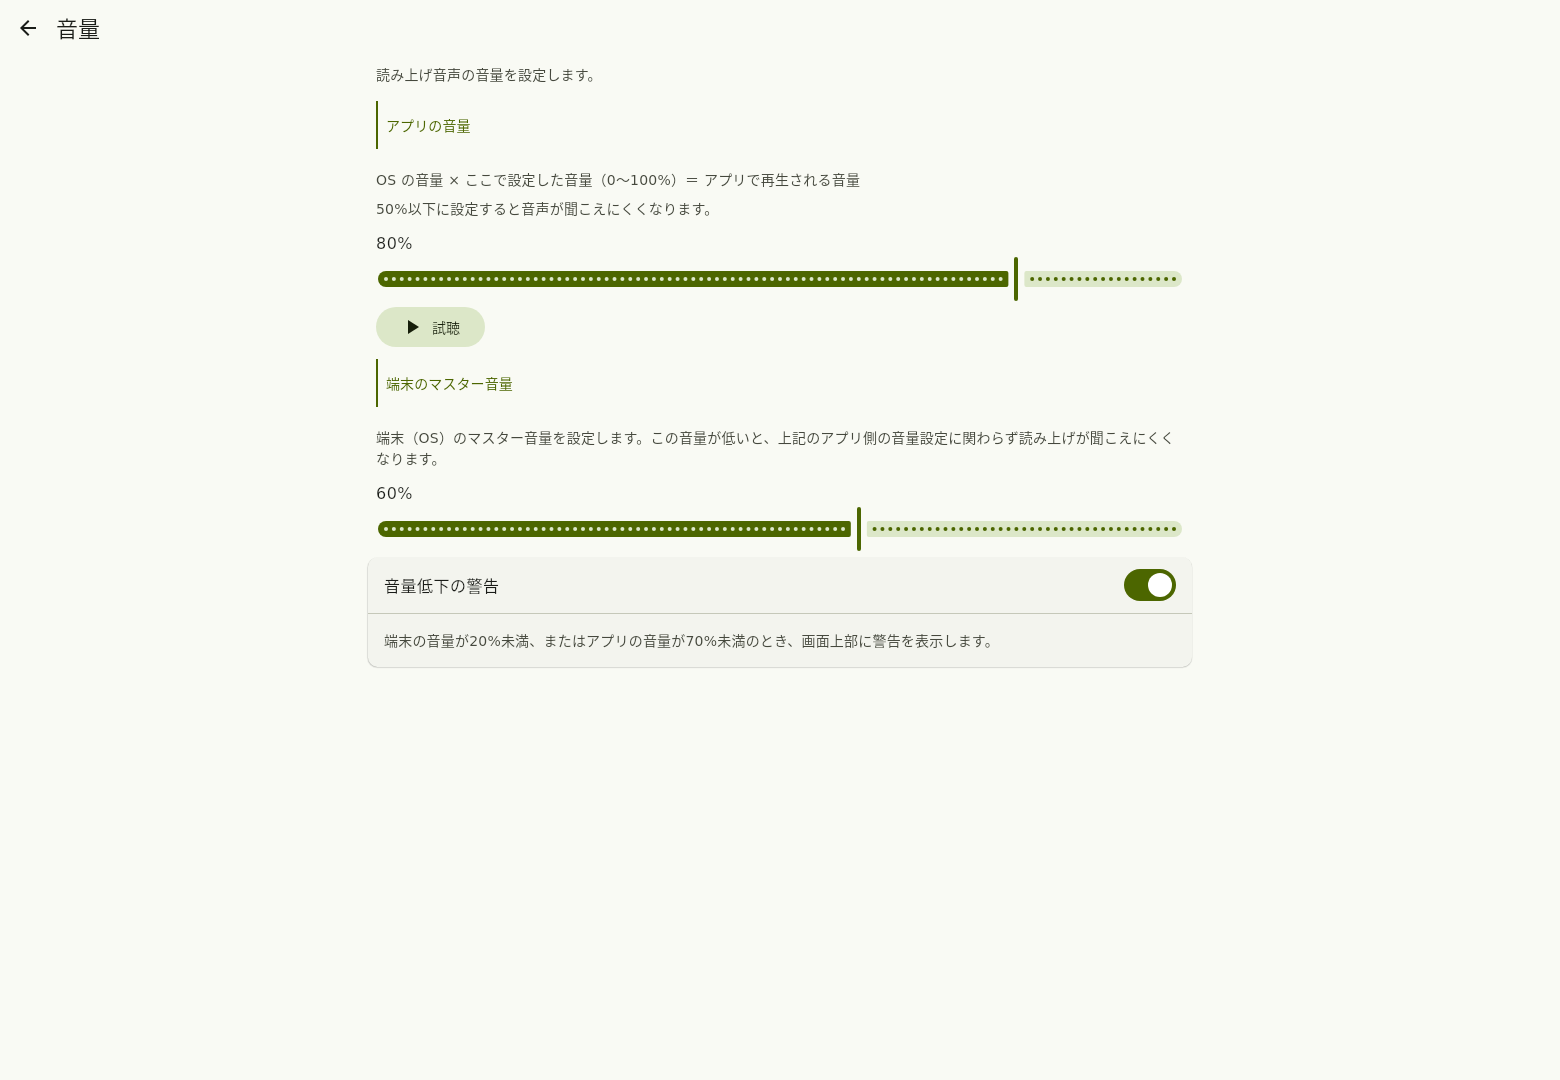 音量
読み上げ音声の音量を設定します。
アプリの音量
OS の音量 × ここで設定した音量（0〜100%）＝ アプリで再生される音量
50%以下に設定すると音声が聞こえにくくなります。
80%
試聴
端末のマスター音量
端末（OS）のマスター音量を設定します。この音量が低いと、上記のアプリ側の音量設定に関わらず読み上げが聞こえにくく
なります。
60%
音量低下の警告
端末の音量が20%未満、またはアプリの音量が70%未満のとき、画面上部に警告を表示します。